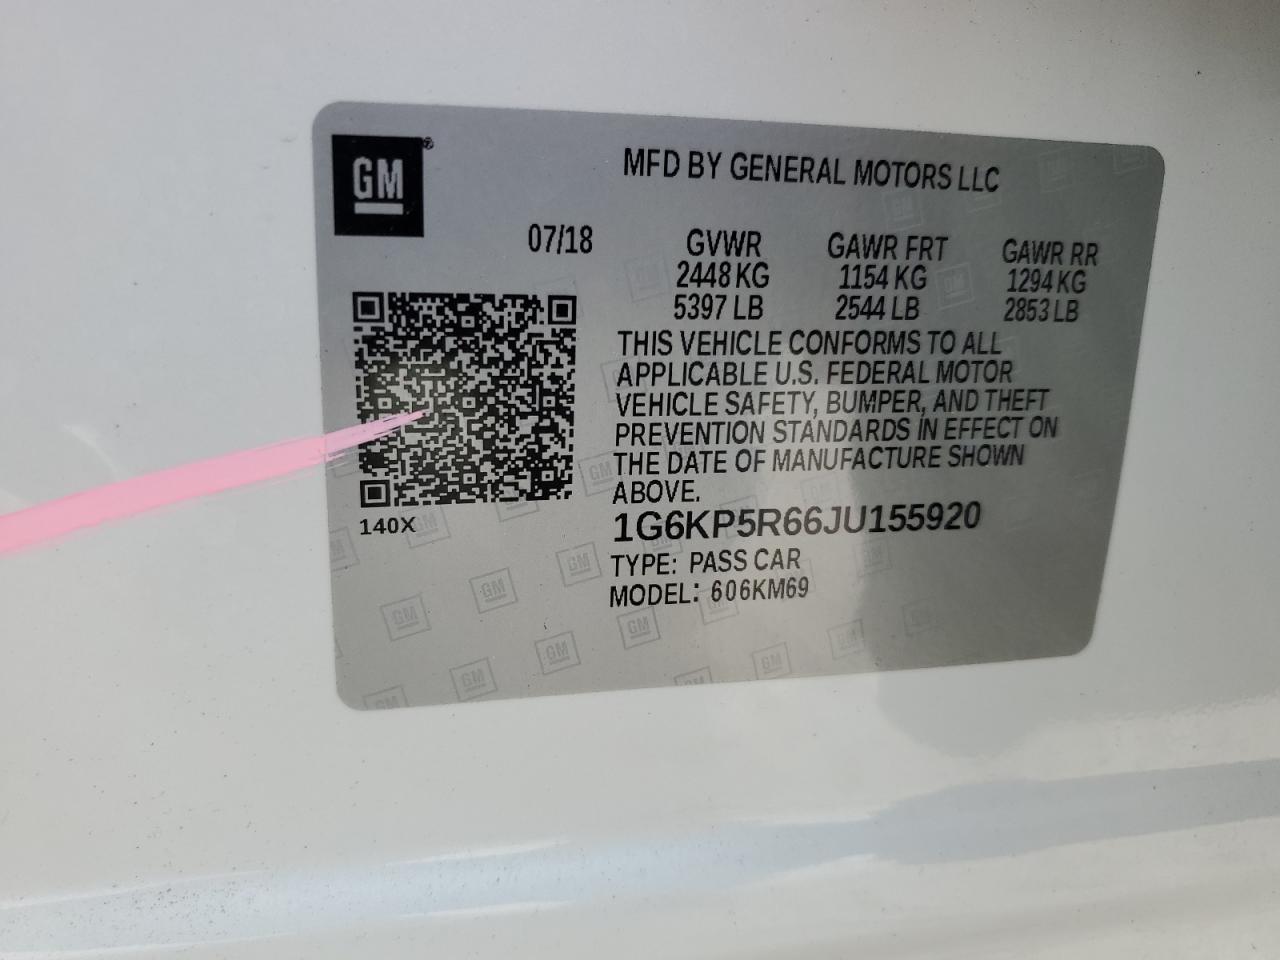 GM®
MFD BY GENERAL MOTORS LLC
07/18 GVWR GAWR FRT GAWR RR
2448 KG 1154 KG 1294 KG
5397 LB 2544 LB 2853 LB
THIS VEHICLE CONFORMS TO ALL
APPLICABLE U.S. FEDERAL MOTOR
VEHICLE SAFETY, BUMPER, AND THEFT
PREVENTION STANDARDS IN EFFECT ON
THE DATE OF MANUFACTURE SHOWN
ABOVE.
140X
1G6KP5R66JU155920
TYPE: PASS CAR
MODEL: 606KM69